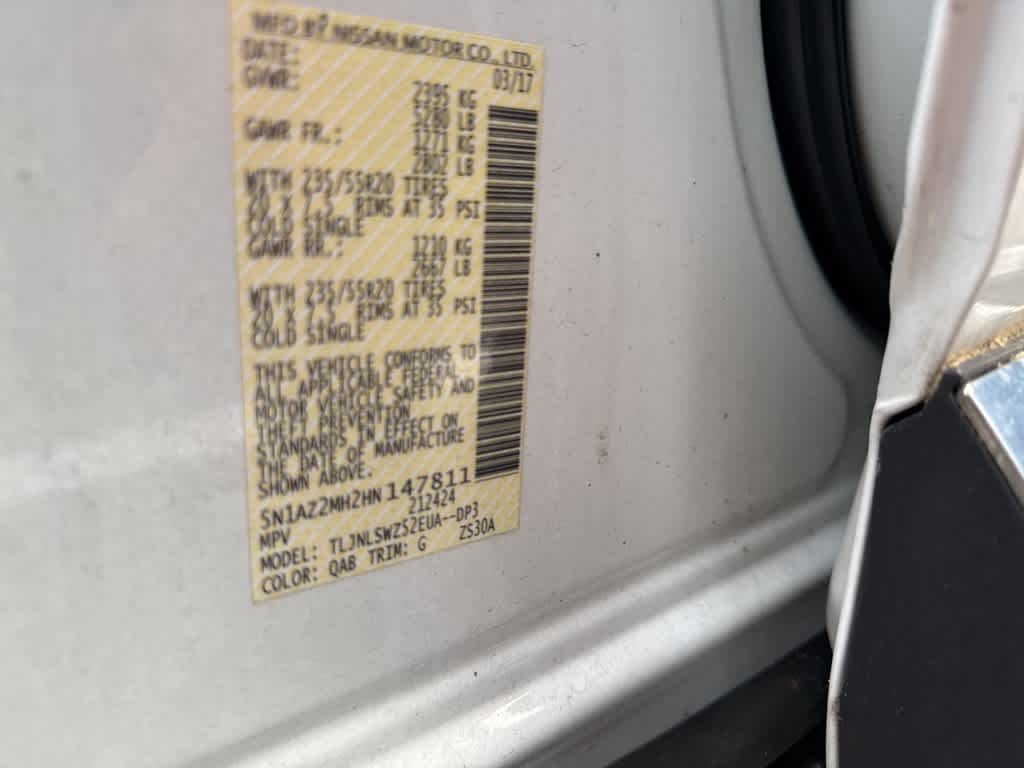 MFD BY NISSAN MOTOR CO., LTD.
DATE: 03/17
GVWR: 2395 KG
5280 LB
GAWR FR.: 1271 KG
2802 LB
WITH 235/55R20 TIRES
20 X 7.5 RIMS AT 35 PSI
COLD SINGLE
GAWR RR.: 1210 KG
2667 LB
WITH 235/55R20 TIRES
20 X 7.5 RIMS AT 35 PSI
COLD SINGLE
THIS VEHICLE CONFORMS TO
ALL APPLICABLE FEDERAL
MOTOR VEHICLE SAFETY AND
THEFT PREVENTION
STANDARDS IN EFFECT ON
THE DATE OF MANUFACTURE
SHOWN ABOVE.
5N1AZ2MH2HN147811
MPV 212424
MODEL: TLJNLSWZ52EUA--DP3
COLOR: QAB TRIM: G Z530A